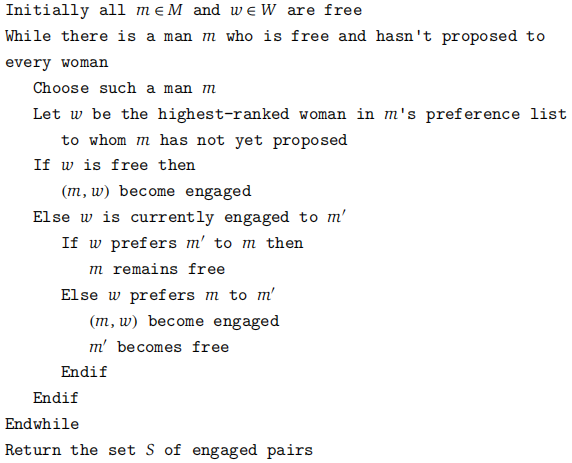 Initially all m ∈ M and w ∈ W are free
While there is a man m who is free and hasn't proposed to
every woman
Choose such a man m
Let w be the highest-ranked woman in m's preference list
to whom m has not yet proposed
If w is free then
(m, w) become engaged
Else w is currently engaged to m′
If w prefers m′ to m then
m remains free
Else w prefers m to m′
(m, w) become engaged
m′ becomes free
Endif
Endif
Endwhile
Return the set S of engaged pairs